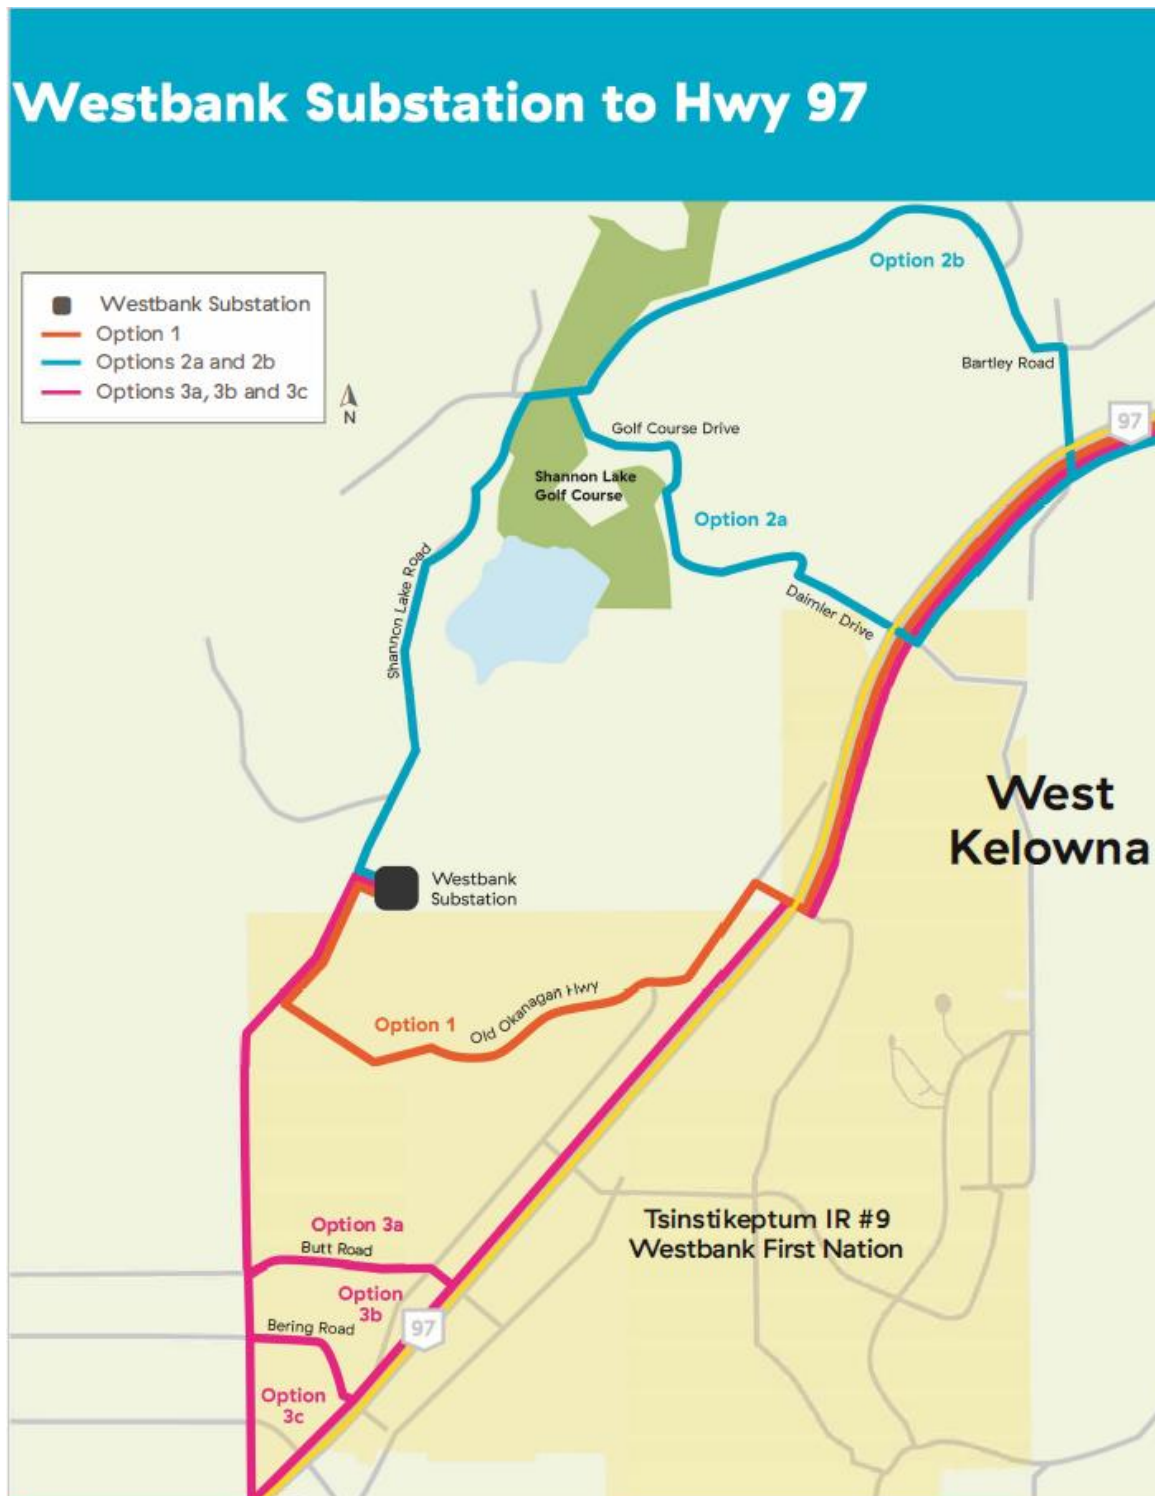 Westbank Substation to Hwy 97
Westbank Substation
Option 1
Options 2a and 2b
Options 3a, 3b and 3c
N
Option 2b
Bartley Road
97
Golf Course Drive
Shannon Lake
Golf Course
Option 2a
Shannon Lake Road
Daimler Drive
West
Kelowna
Westbank
Substation
Option 1
Old Okanagan Hwy
Tsinstikeptum IR #9
Westbank First Nation
Option 3a
Butt Road
Option
3b
Bering Road
97
Option
3c